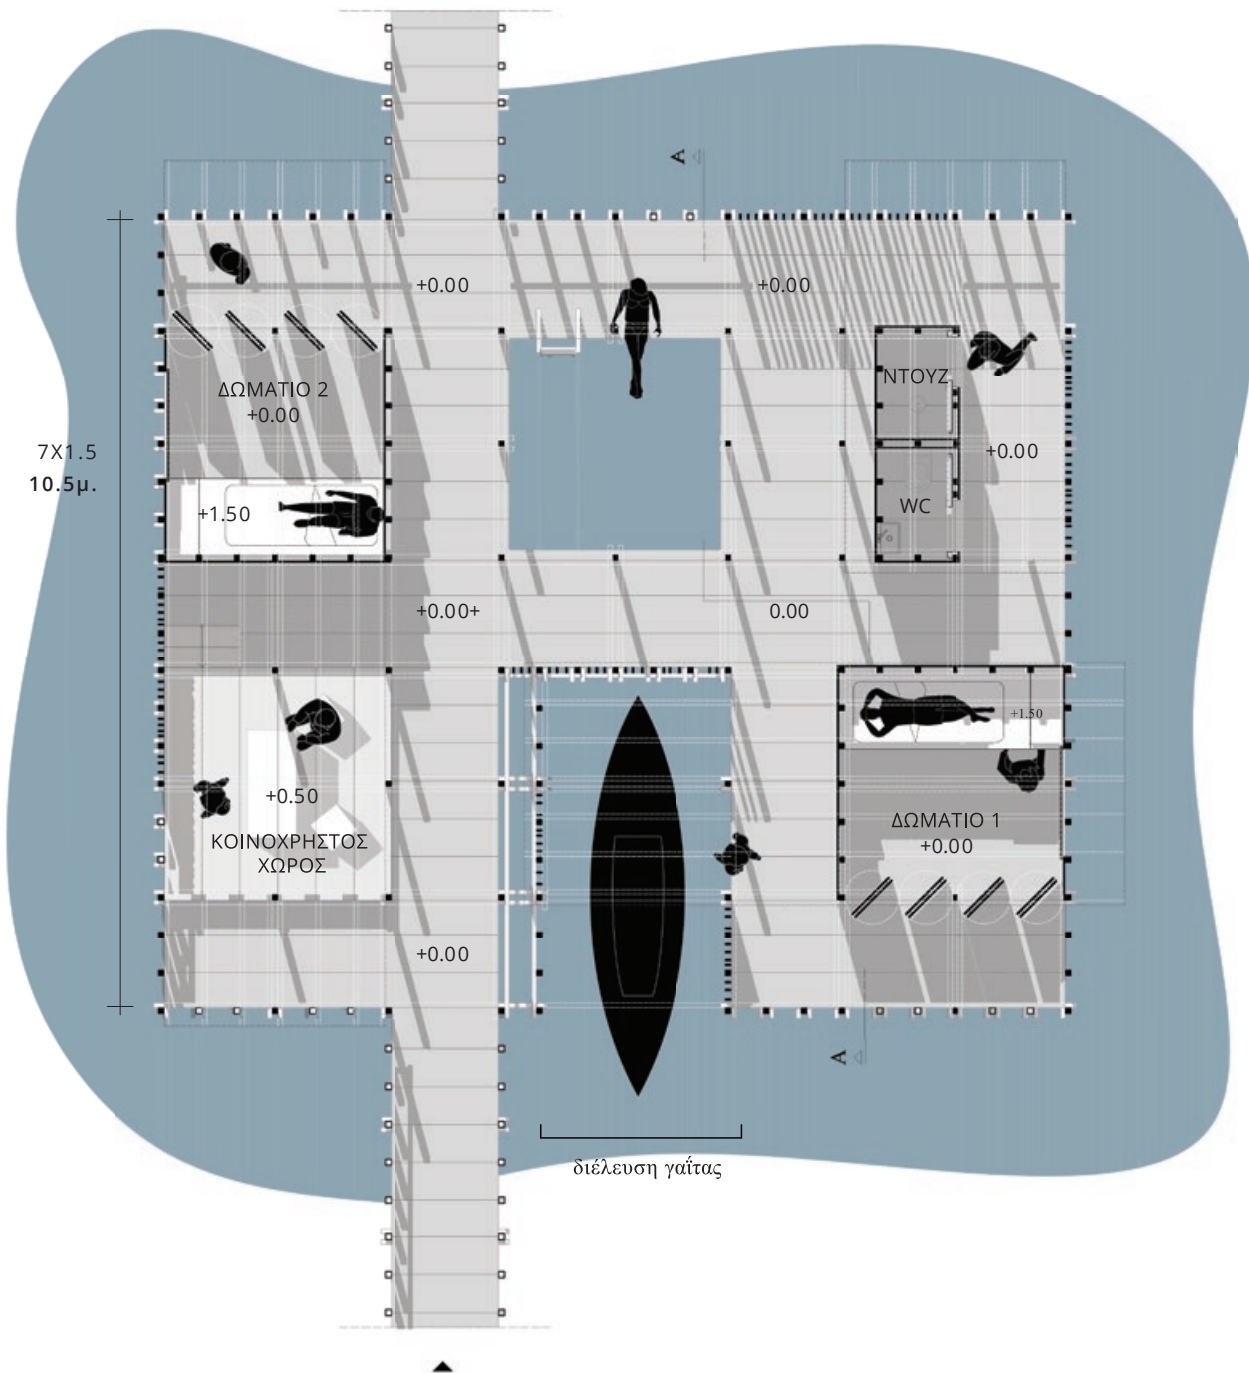 A
+0.00
+0.00
ΝΤΟΥΖ
ΔΩΜΑΤΙΟ 2
+0.00
7X1.5
10.5μ.
+0.00
WC
+1.50
+0.00+
0.00
+1.50
+0.50
ΚΟΙΝΟΧΡΗΣΤΟΣ
ΧΩΡΟΣ
ΔΩΜΑΤΙΟ 1
+0.00
+0.00
A
διέλευση γαΐτας